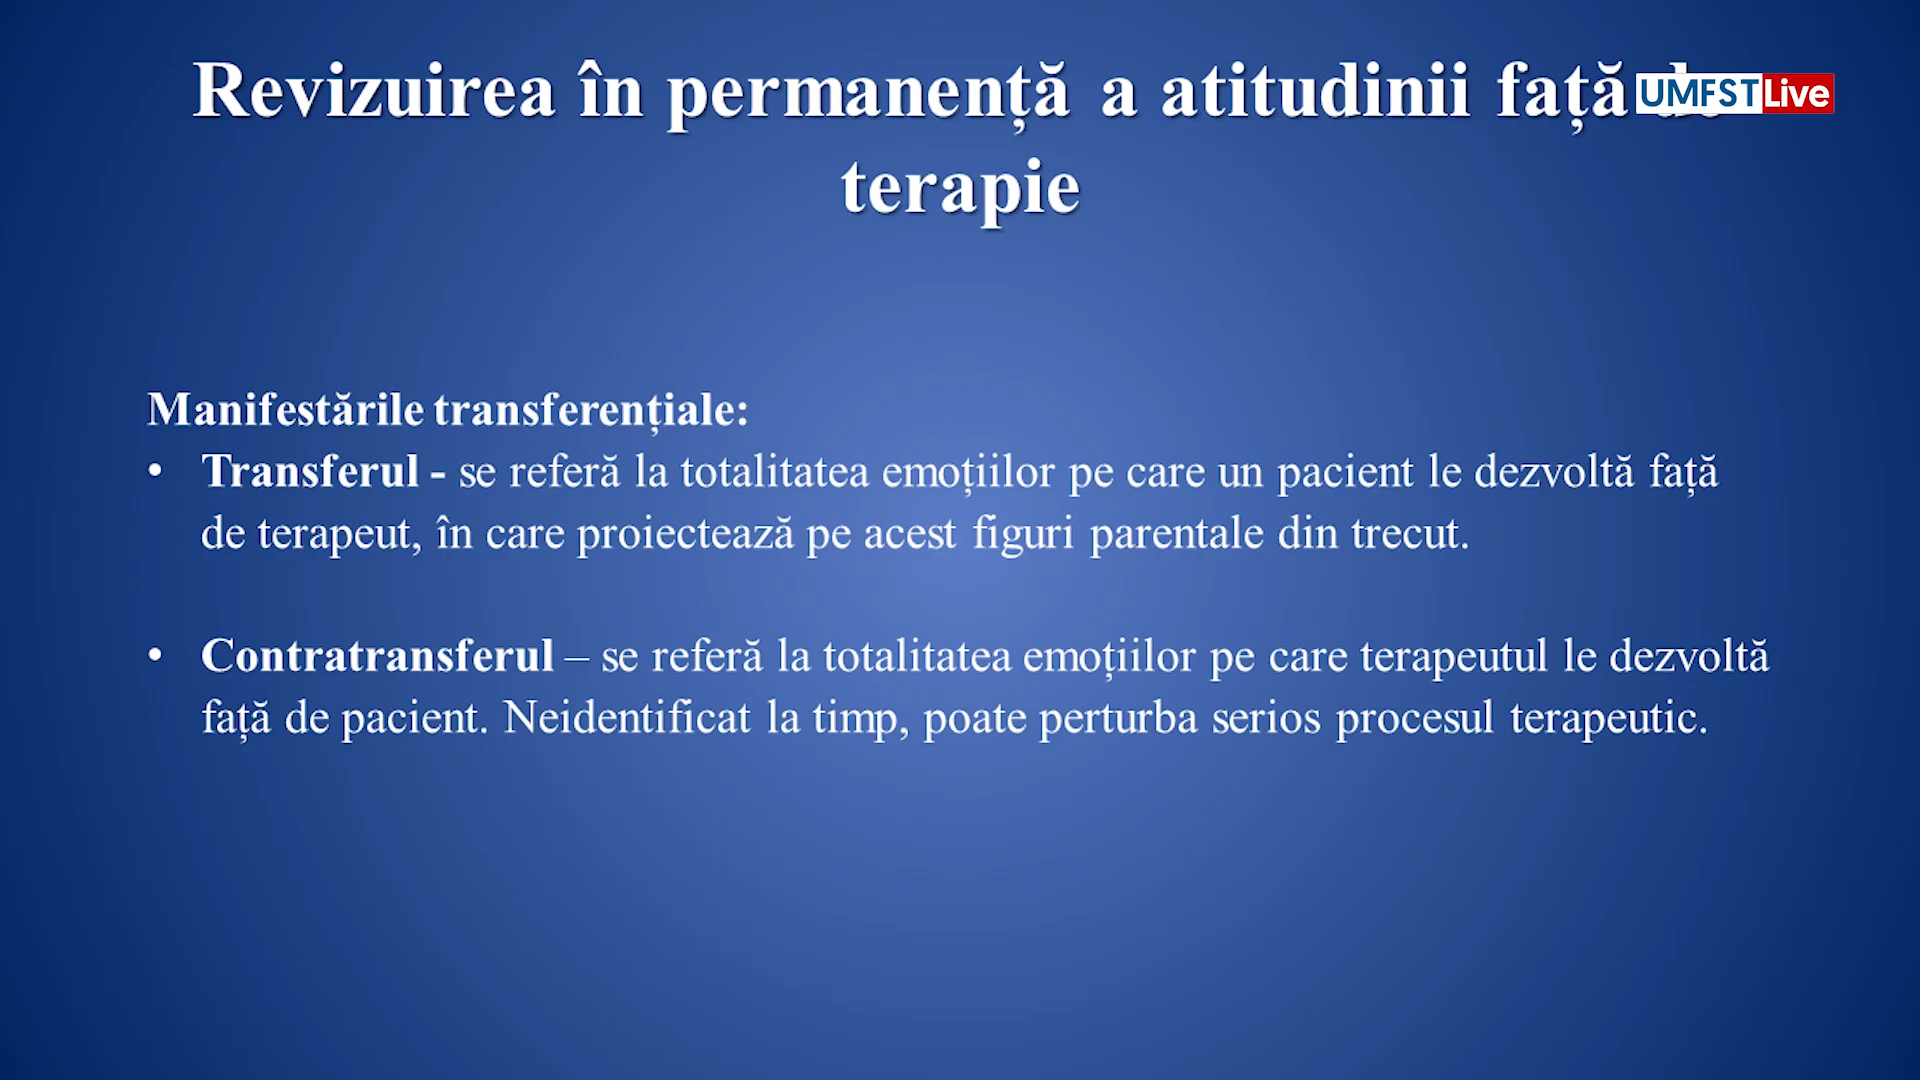 Revizuirea în permanență a atitudinii față
UMFSTLive
terapie
Manifestările transferențiale:
• Transferul - se referă la totalitatea emoțiilor pe care un pacient le dezvoltă față
de terapeut, în care proiectează pe acest figuri parentale din trecut.
• Contratransferul – se referă la totalitatea emoțiilor pe care terapeutul le dezvoltă
față de pacient. Neidentificat la timp, poate perturba serios procesul terapeutic.